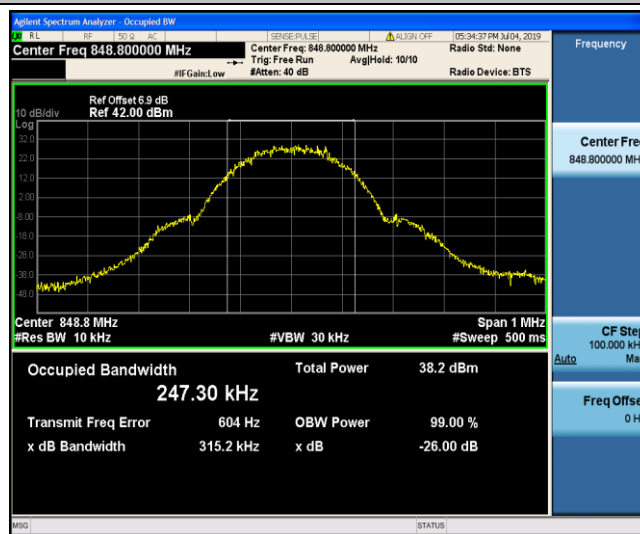 Agilent Spectrum Analyzer - Occupied BW
RL RF 50 Ω AC SENSE:PULSE ALIGN OFF 05:34:37 PM Jul 04, 2019
Center Freq 848.800000 MHz
Center Freq: 848.800000 MHz Radio Std: None
Trig: Free Run Avg|Hold: 10/10
#IFGain:Low #Atten: 40 dB Radio Device: BTS
Ref Offset 6.9 dB
10 dB/div Ref 42.00 dBm
Log
32.0
22.0
12.0
2.00
-8.00
-18.0
-28.0
-38.0
-48.0
Center 848.8 MHz Span 1 MHz
#Res BW 10 kHz #VBW 30 kHz #Sweep 500 ms
Occupied Bandwidth Total Power 38.2 dBm
247.30 kHz
Transmit Freq Error 604 Hz OBW Power 99.00 %
x dB Bandwidth 315.2 kHz x dB -26.00 dB
MSG STATUS
Frequency
Center Fre
848.800000 MH
CF Step
100.000 kH
Auto Ma
Freq Offse
0 H